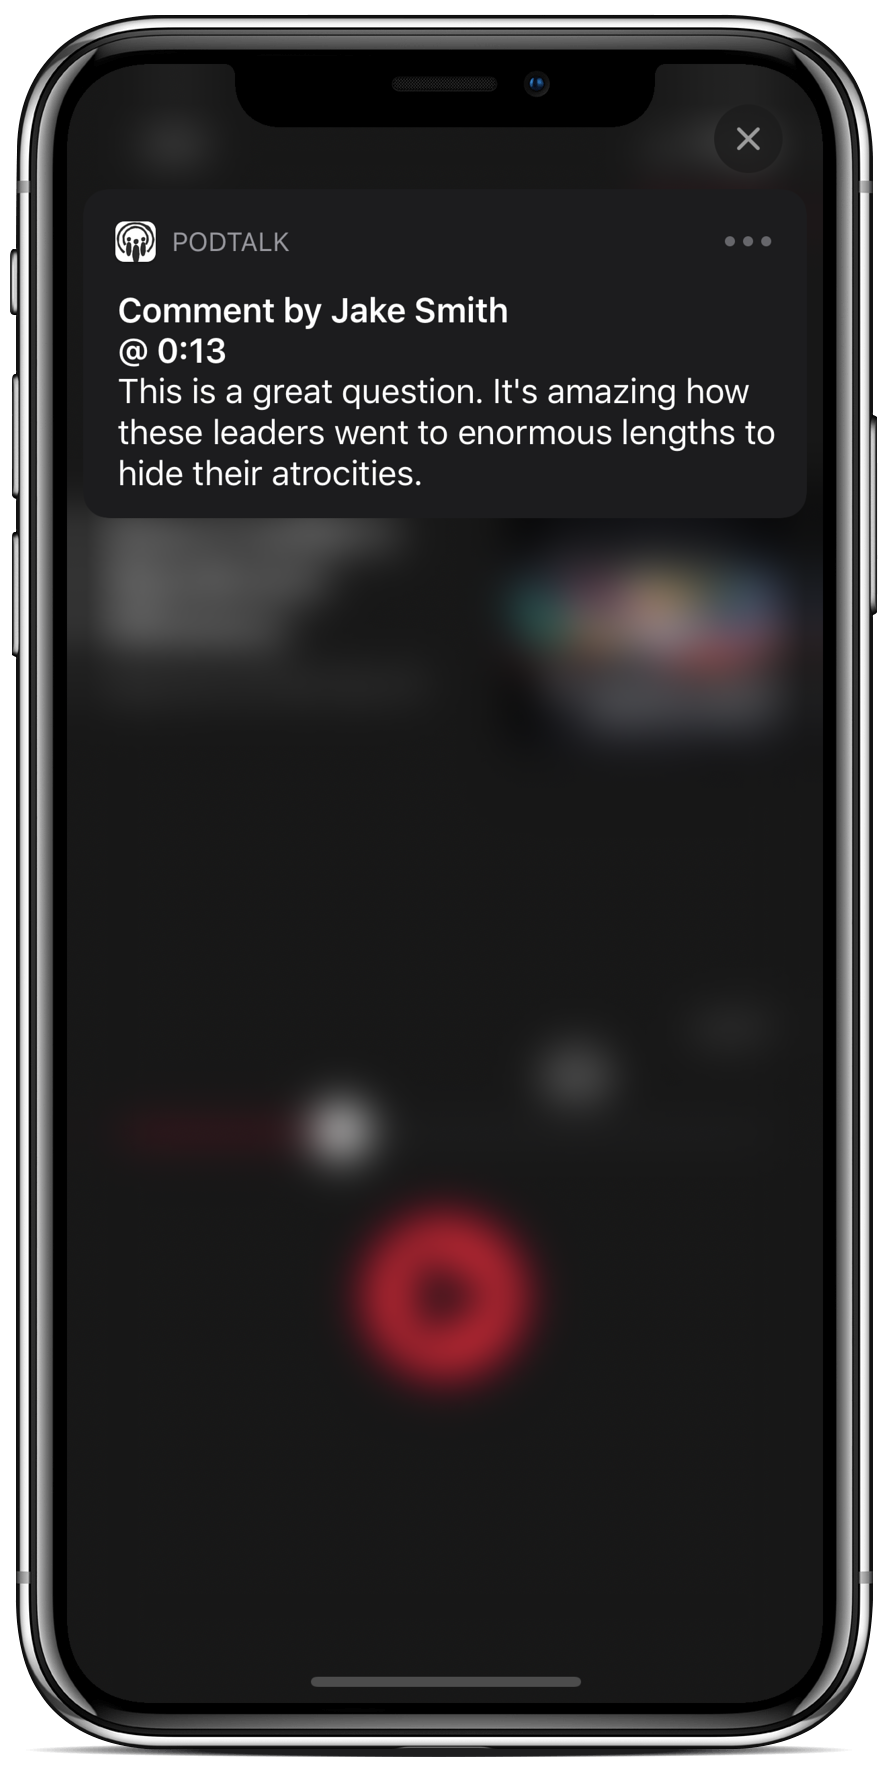 PODTALK
Comment by Jake Smith
@ 0:13
This is a great question. It's amazing how
these leaders went to enormous lengths to
hide their atrocities.